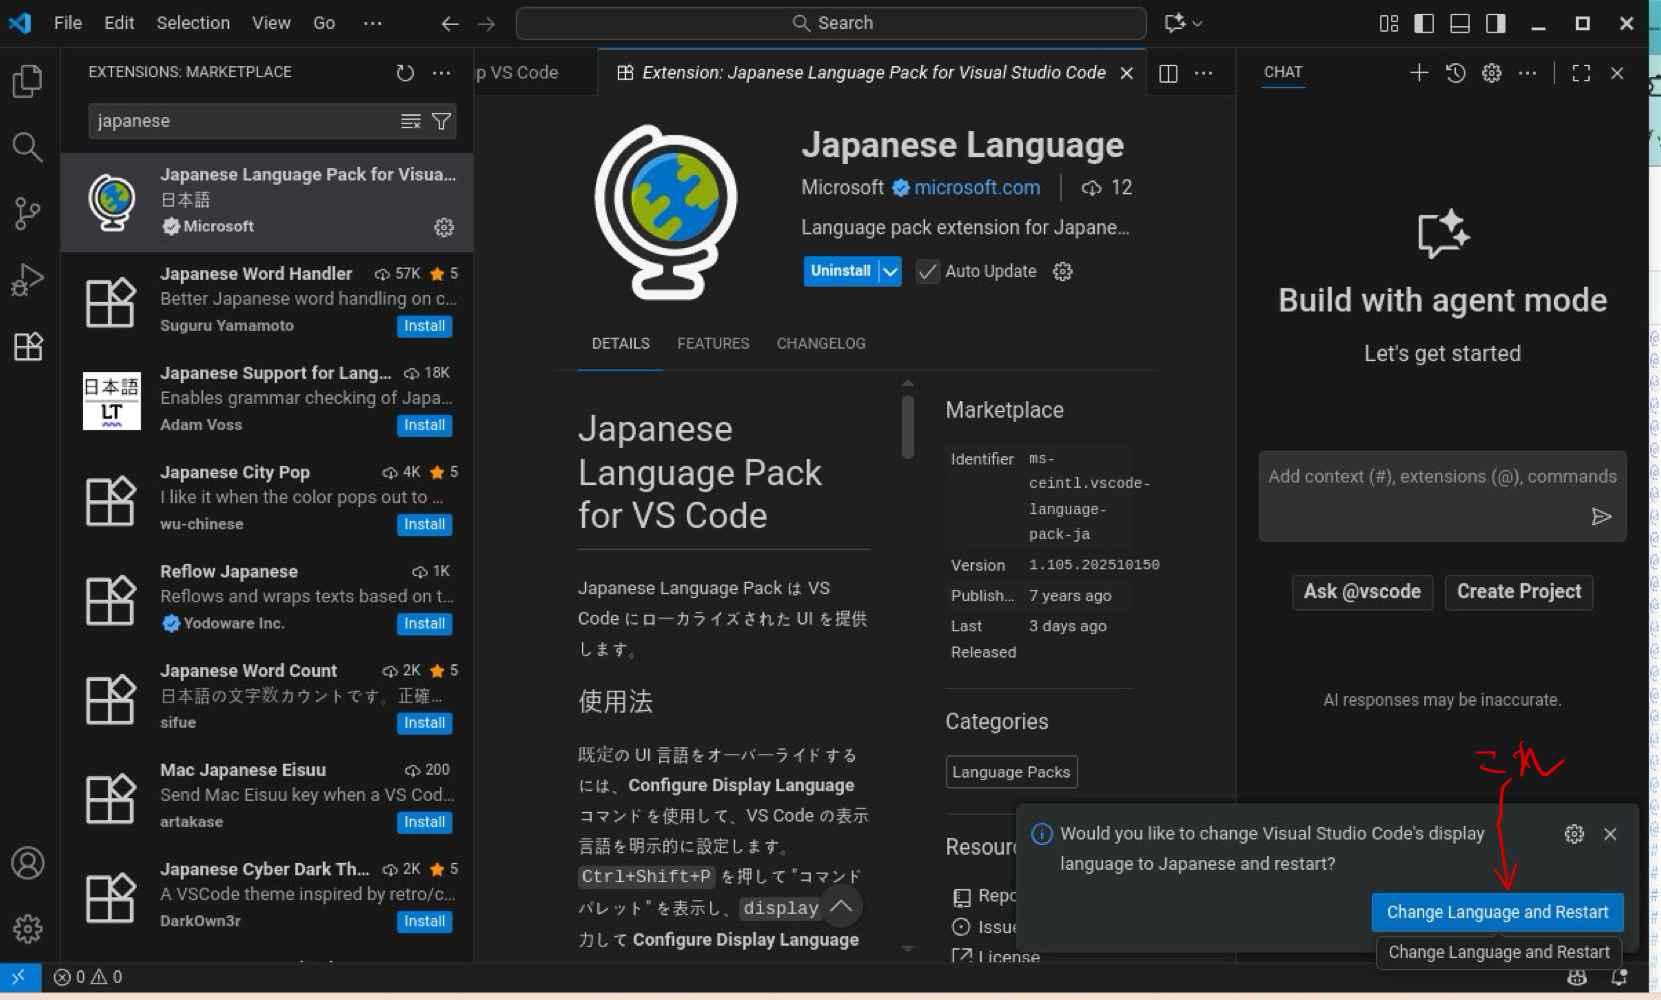 File Edit Selection View Go ··· Search
EXTENSIONS: MARKETPLACE
japanese
Japanese Language Pack for Visua...
日本語
Microsoft
Japanese Word Handler 57K 5
Better Japanese word handling on c...
Suguru Yamamoto Install
Japanese Support for Lang... 18K
Enables grammar checking of Japa...
Adam Voss Install
日本語
LT
Japanese City Pop 4K 5
I like it when the color pops out to ...
wu-chinese Install
Reflow Japanese 1K
Reflows and wraps texts based on t...
Yodoware Inc. Install
Japanese Word Count 2K 5
日本語の文字数カウントです。正確...
sifue Install
Mac Japanese Eisuu 200
Send Mac Eisuu key when a VS Cod...
artakase Install
Japanese Cyber Dark Th... 2K 5
A VSCode theme inspired by retro/c...
DarkOwn3r Install
p VS Code
Extension: Japanese Language Pack for Visual Studio Code
Japanese Language
Microsoft microsoft.com 12
Language pack extension for Japane...
Uninstall Auto Update
DETAILS FEATURES CHANGELOG
Japanese
Language Pack
for VS Code
Japanese Language Pack は VS
Code にローカライズされた UI を提供
します。
使用法
既定の UI 言語をオーバーライドする
には、Configure Display Language
コマンドを使用して、VS Code の表示
言語を明示的に設定します。
Ctrl+Shift+P を押して "コマンド
パレット" を表示し、display
力して Configure Display Language
Marketplace
Identifier ms-
ceintl.vscode-
language-
pack-ja
Version 1.105.202510150
Publish... 7 years ago
Last 3 days ago
Released
Categories
Language Packs
Resour
Repo
Issue
License
CHAT
Build with agent mode
Let's get started
Add context (#), extensions (@), commands
Ask @vscode Create Project
AI responses may be inaccurate.
これ
Would you like to change Visual Studio Code's display
language to Japanese and restart?
Change Language and Restart
Change Language and Restart
0 0